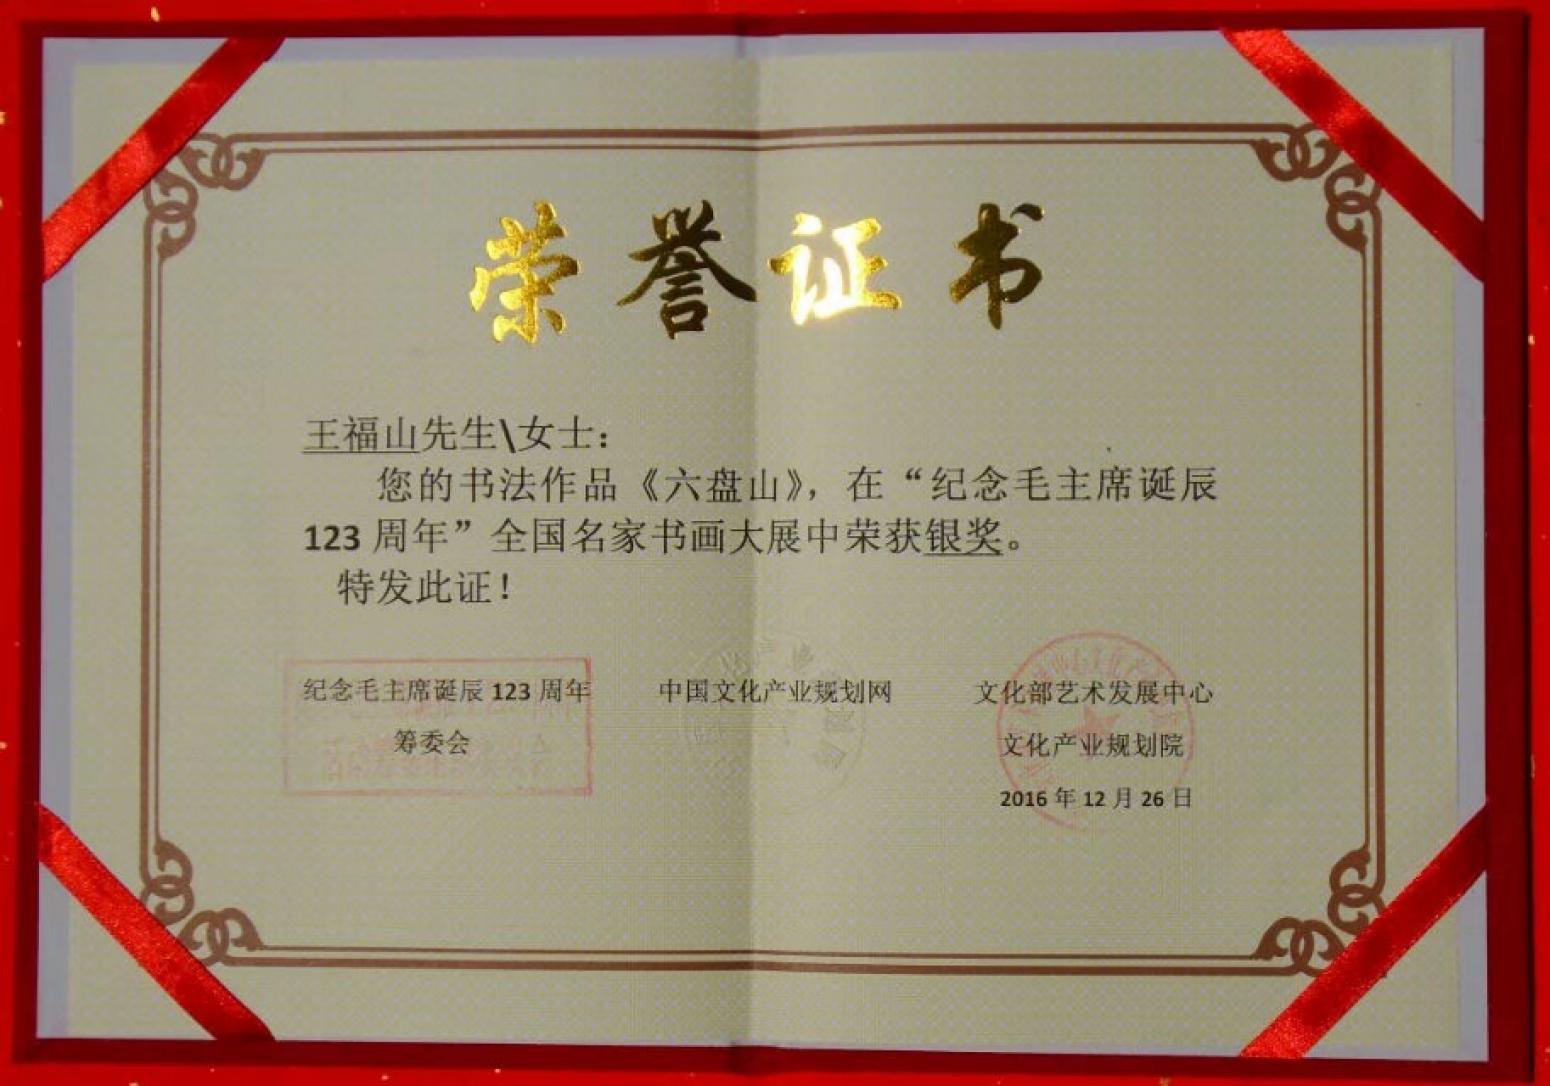 荣誉证书
王福山先生\女士：
您的书法作品《六盘山》，在“纪念毛主席诞辰
123周年”全国名家书画大展中荣获银奖。
特发此证！
纪念毛主席诞辰123周年
筹委会
中国文化产业规划网
文化部艺术发展中心
文化产业规划院
2016年12月26日